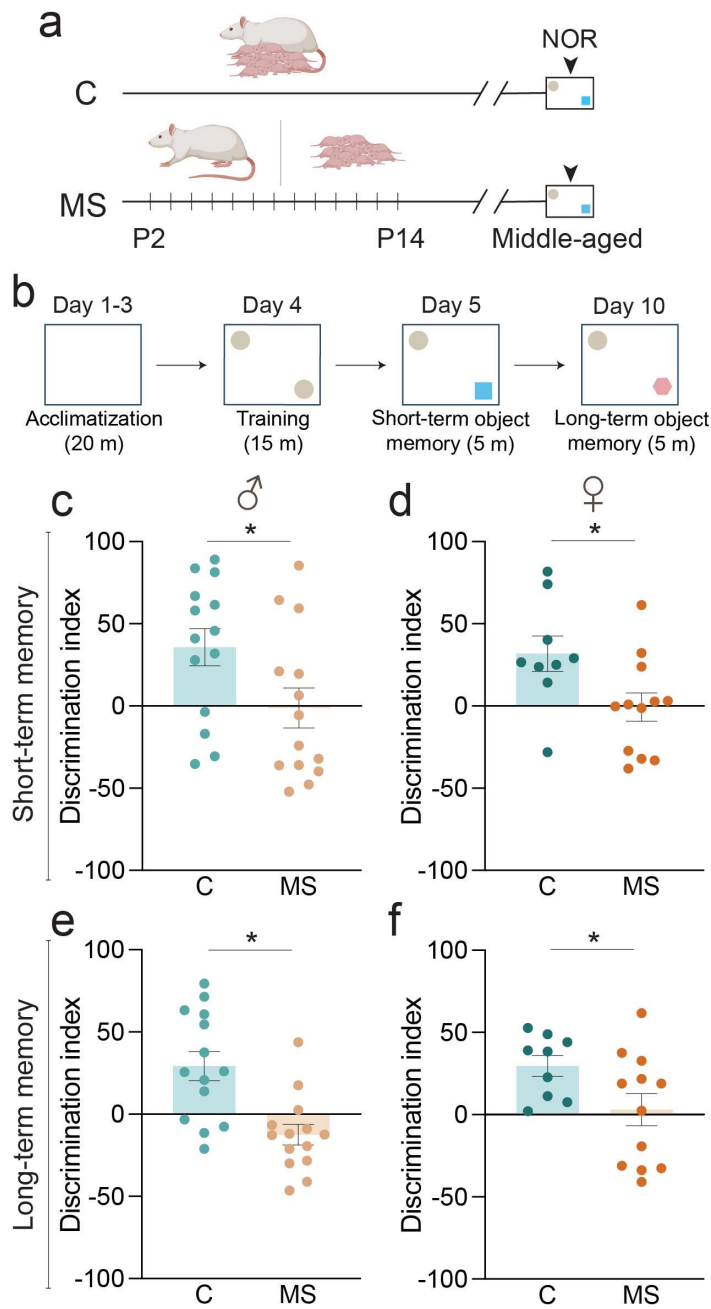 a
NOR
C
MS
P2
P14
Middle-aged
b
Day 1-3
Day 4
Day 5
Day 10
Acclimatization
(20 m)
Training
(15 m)
Short-term object
memory (5 m)
Long-term object
memory (5 m)
Short-term memory
c
♂
*
Discrimination index
100
50
0
-50
-100
C
MS
d
♀
*
Discrimination index
100
50
0
-50
-100
C
MS
Long-term memory
e
*
Discrimination index
100
50
0
-50
-100
C
MS
f
*
Discrimination index
100
50
0
-50
-100
C
MS